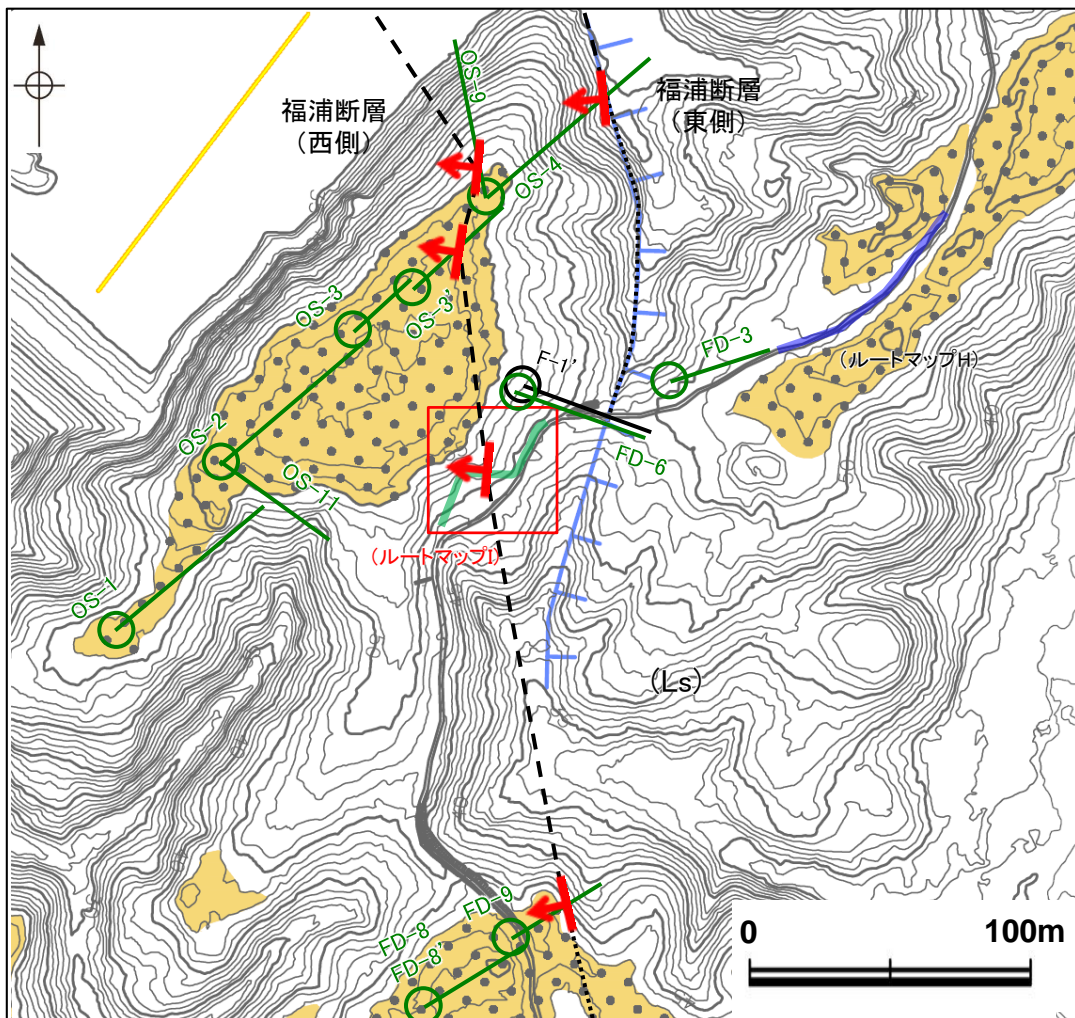 福浦断層
（西側）
福浦断層
（東側）
OS-9
OS-4
OS-3
OS-3'
F-1'
FD-3
（ルートマップH）
OS-2
OS-11
FD-6
（ルートマップI）
OS-1
(Ls)
FD-9
FD-8
FD-8'
0
100m